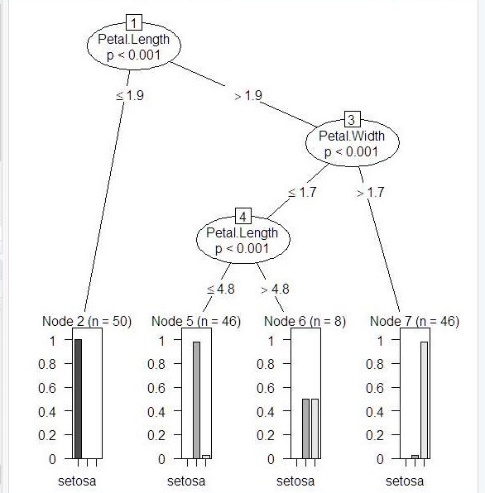 1
Petal.Length
p < 0.001
≤ 1.9
> 1.9
3
Petal.Width
p < 0.001
≤ 1.7
> 1.7
4
Petal.Length
p < 0.001
≤ 4.8
> 4.8
Node 2 (n = 50)
1
0.8
0.6
0.4
0.2
0
setosa
Node 5 (n = 46)
1
0.8
0.6
0.4
0.2
0
setosa
Node 6 (n = 8)
1
0.8
0.6
0.4
0.2
0
setosa
Node 7 (n = 46)
1
0.8
0.6
0.4
0.2
0
setosa